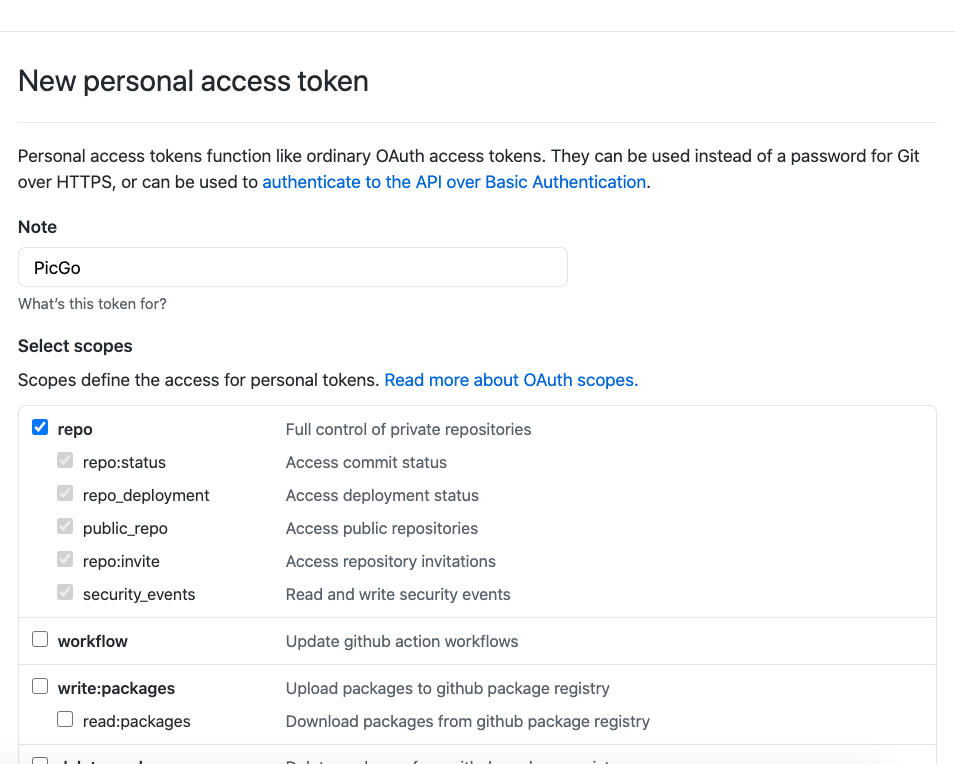 New personal access token
Personal access tokens function like ordinary OAuth access tokens. They can be used instead of a password for Git
over HTTPS, or can be used to authenticate to the API over Basic Authentication.
Note
PicGo
What's this token for?
Select scopes
Scopes define the access for personal tokens. Read more about OAuth scopes.
repo Full control of private repositories
repo:status Access commit status
repo_deployment Access deployment status
public_repo Access public repositories
repo:invite Access repository invitations
security_events Read and write security events
workflow Update github action workflows
write:packages Upload packages to github package registry
read:packages Download packages from github package registry